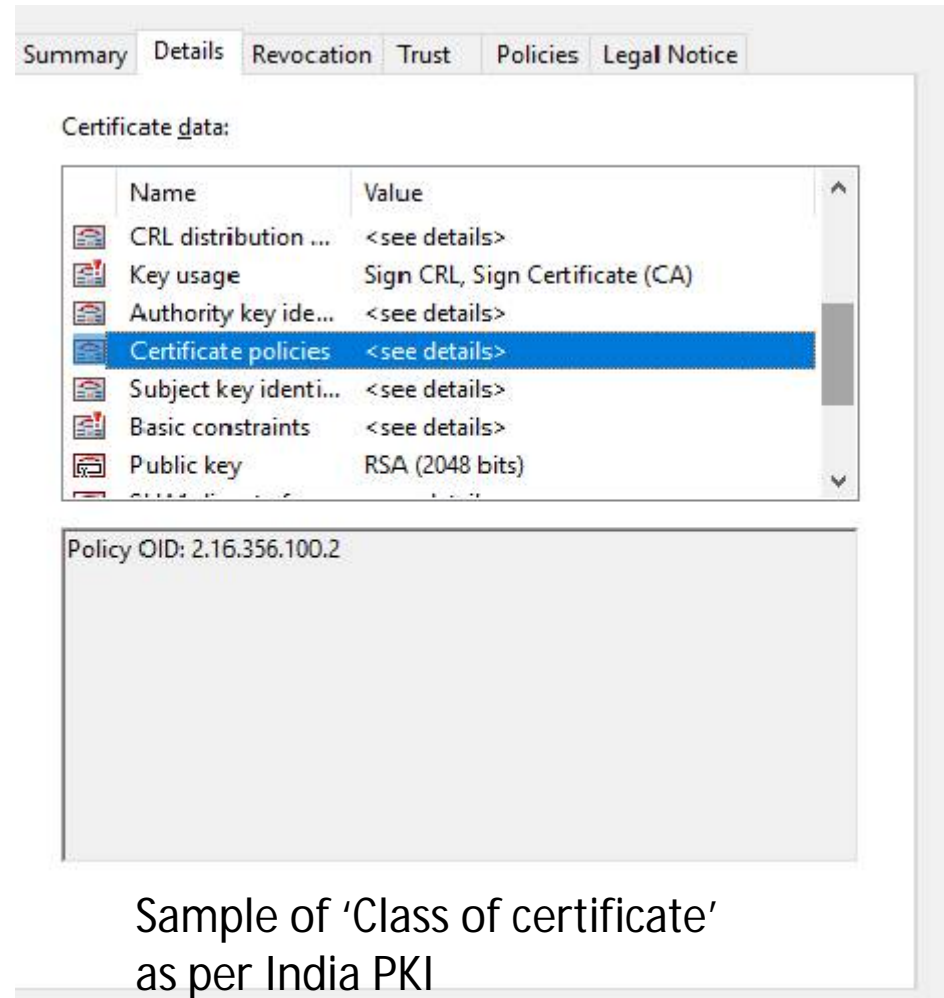 Summary Details Revocation Trust Policies Legal Notice
Certificate data:
Name Value
CRL distribution ... <see details>
Key usage Sign CRL, Sign Certificate (CA)
Authority key ide... <see details>
Certificate policies <see details>
Subject key identi... <see details>
Basic constraints <see details>
Public key RSA (2048 bits)
Policy OID: 2.16.356.100.2
Sample of ‘Class of certificate’
as per India PKI